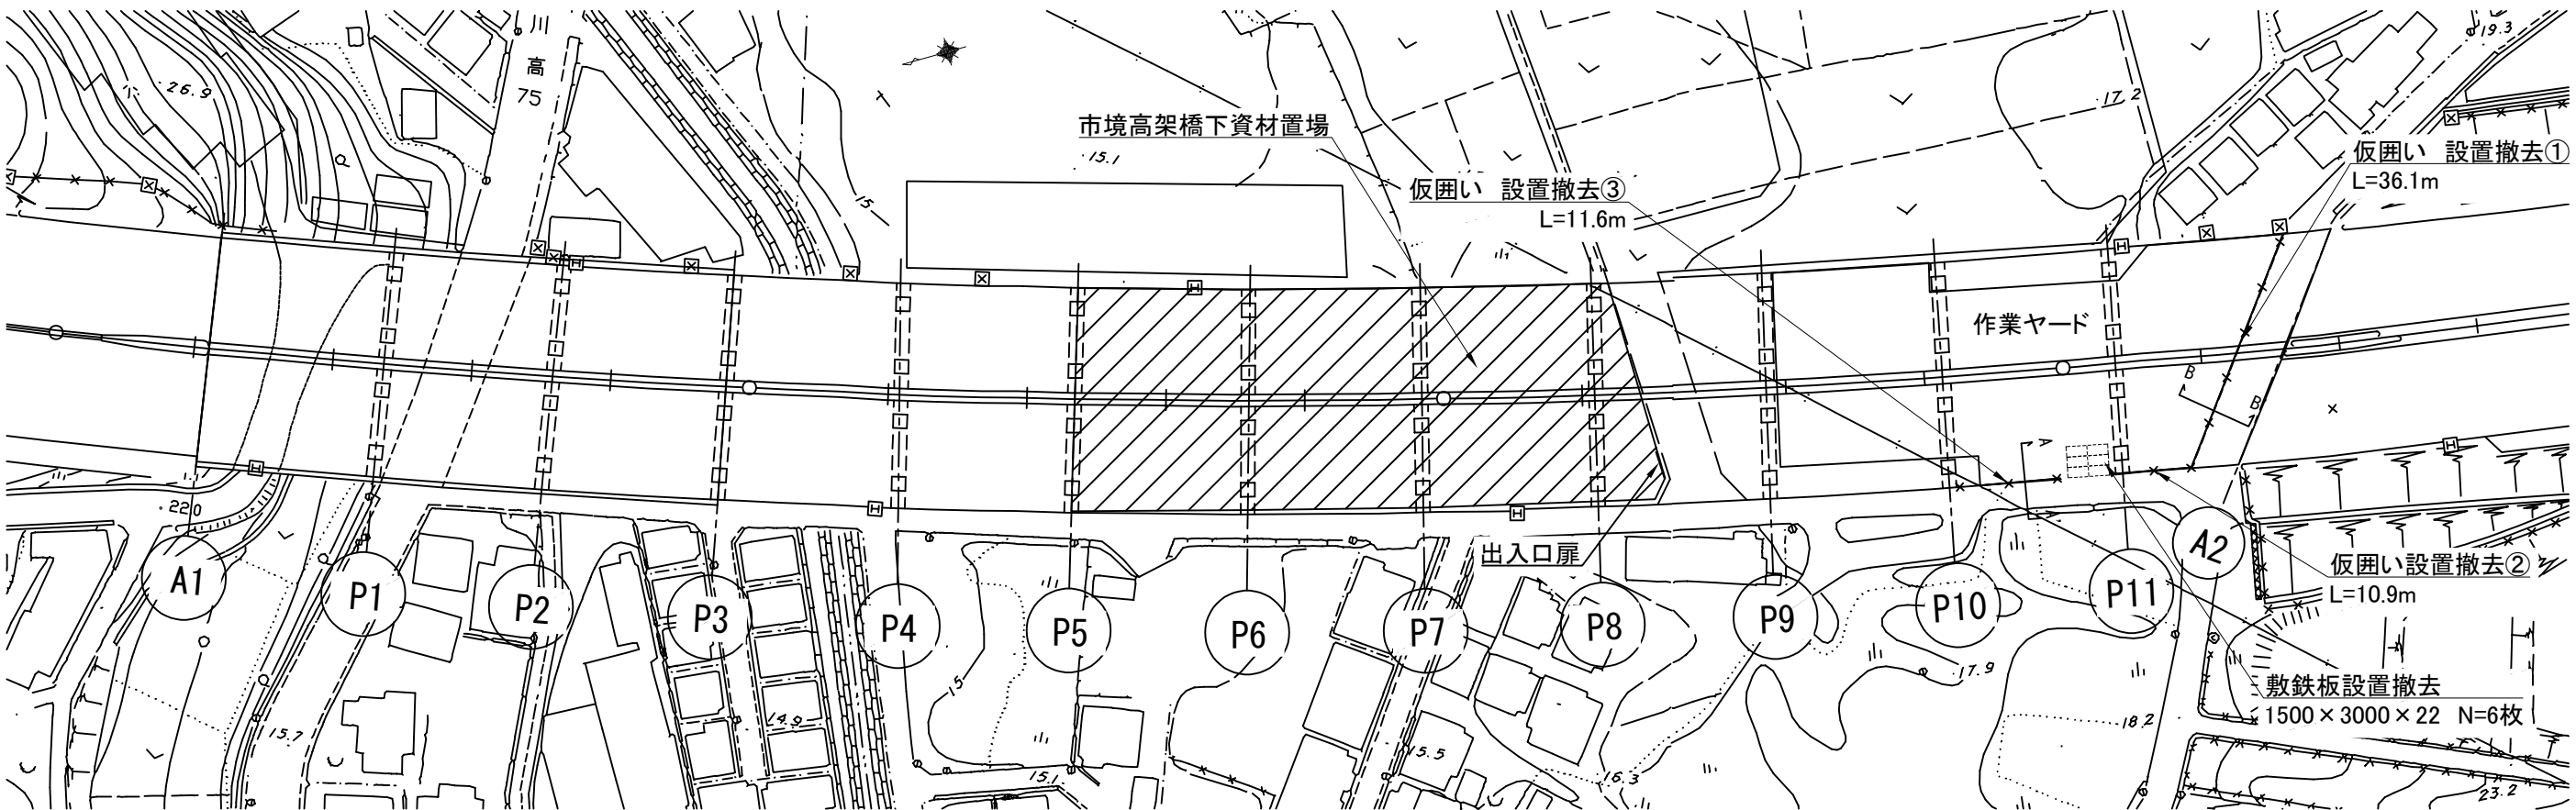 川
高
75
26.9
19.3
17.2
市境高架橋下資材置場
15.1
仮囲い 設置撤去①
L=36.1m
仮囲い 設置撤去③
L=11.6m
15
作業ヤード
B
B
A
22.0
出入口扉
A1
P1
P2
P3
P4
P5
P6
P7
P8
P9
P10
P11
A2
仮囲い設置撤去②
L=10.9m
敷鉄板設置撤去
1500×3000×22 N=6枚
15
17.9
18.2
14.9
15.7
15.5
16.3
15.1
23.2